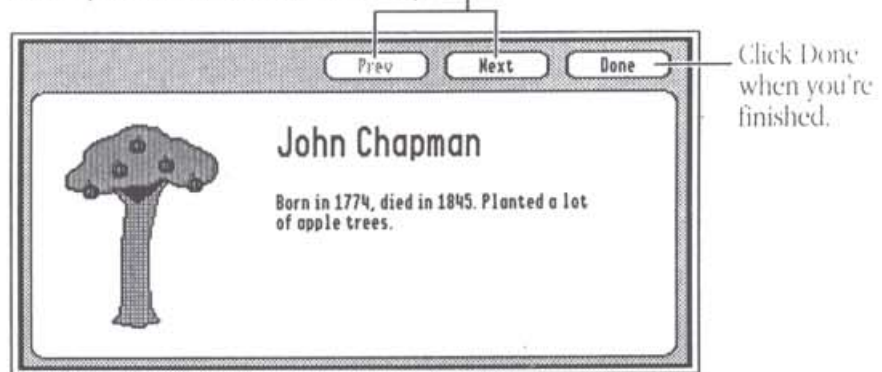 Prev Next Done
Click Done
when you're
finished.
John Chapman
Born in 1774, died in 1845. Planted a lot
of apple trees.